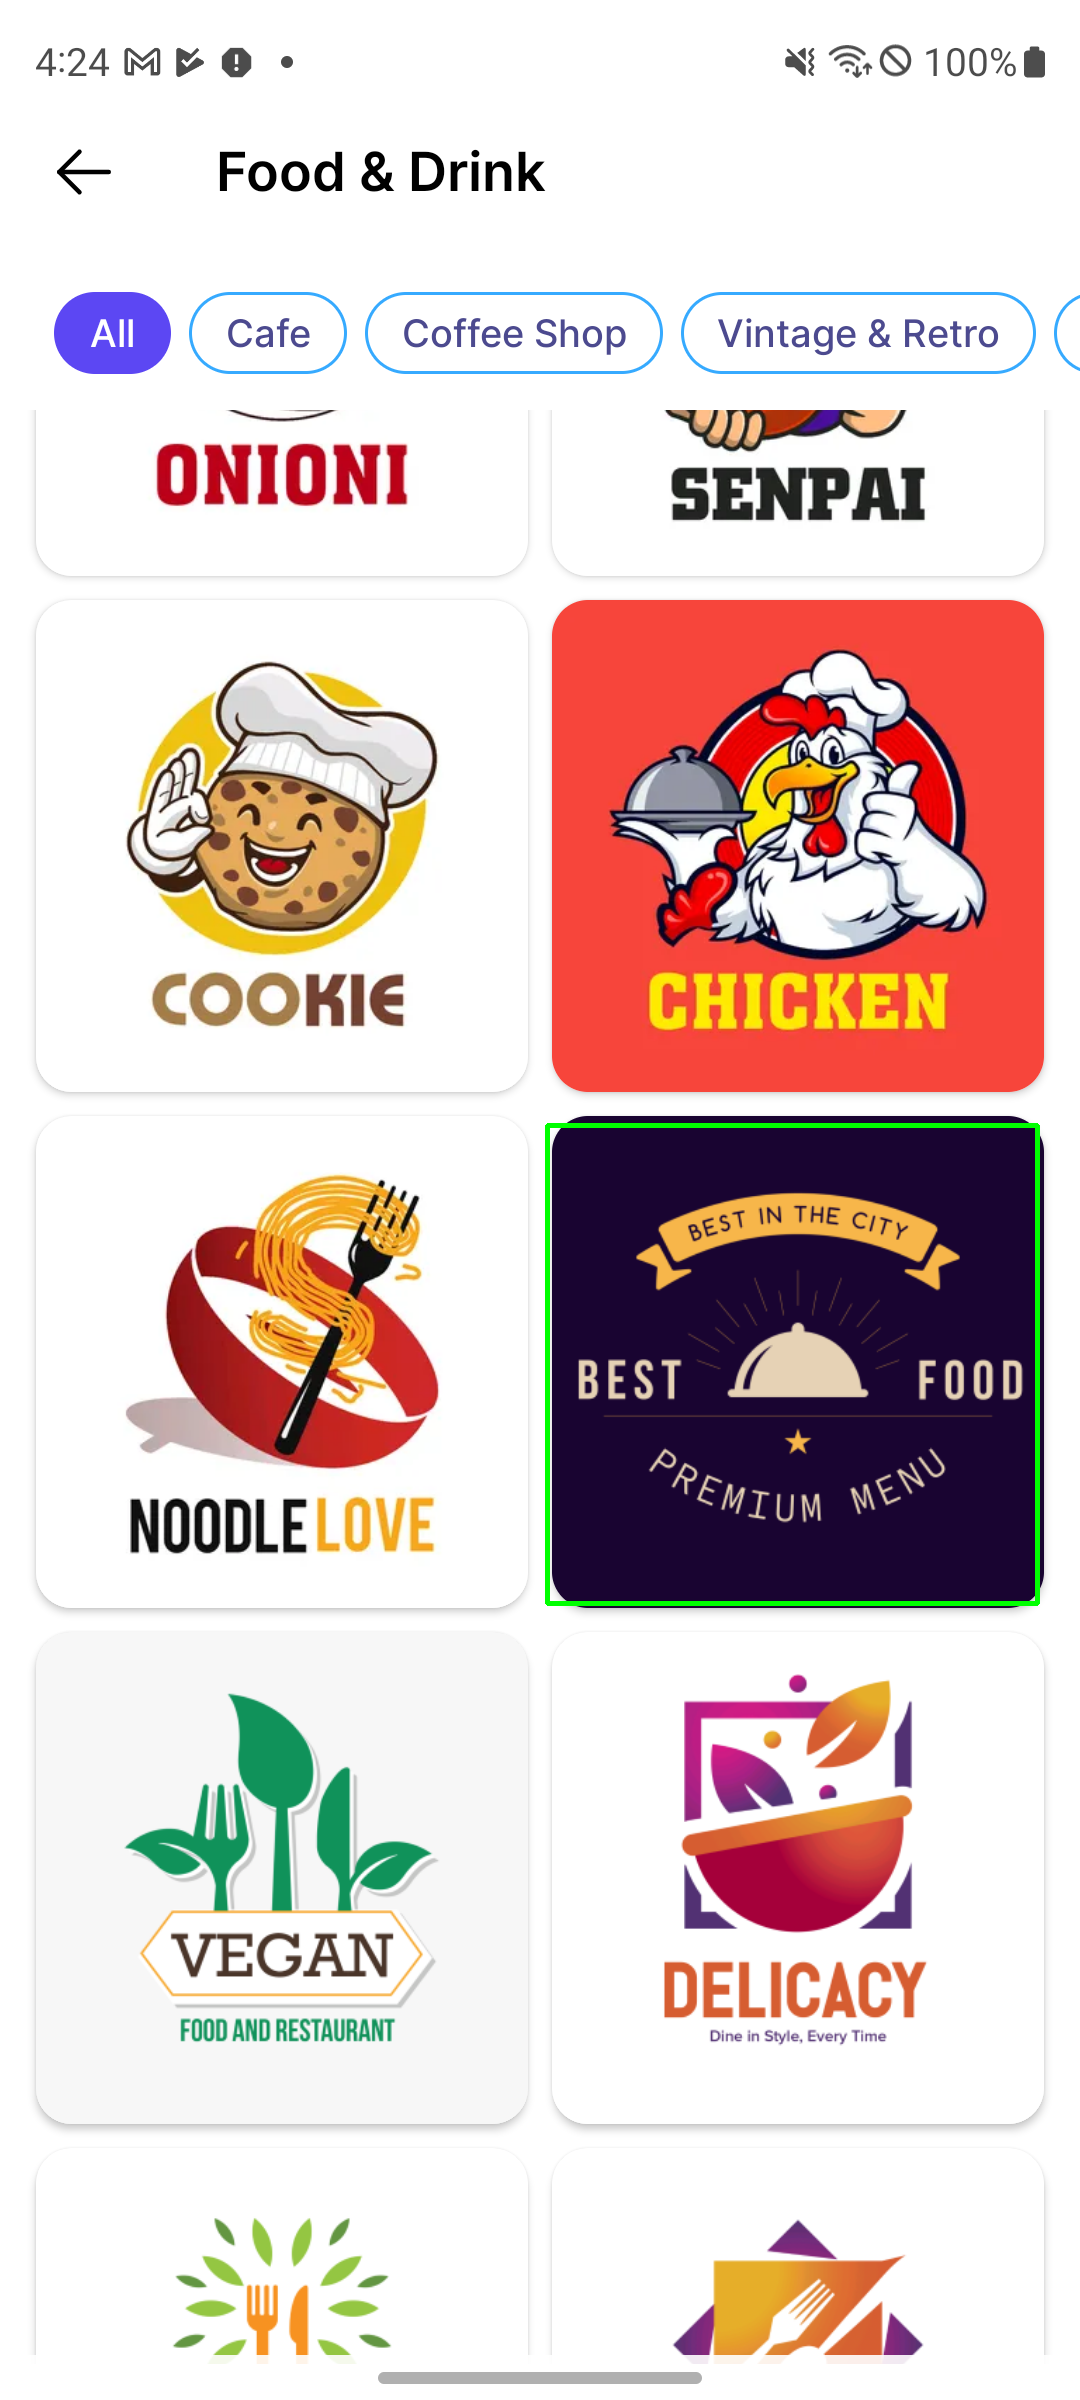 4:24
100%
Food & Drink
All
Cafe
Coffee Shop
Vintage & Retro
ONIONI
SENPAI
COOKIE
CHICKEN
NOODLE LOVE
BEST IN THE CITY
BEST FOOD
PREMIUM MENU
VEGAN
FOOD AND RESTAURANT
DELICACY
Dine in Style, Every Time